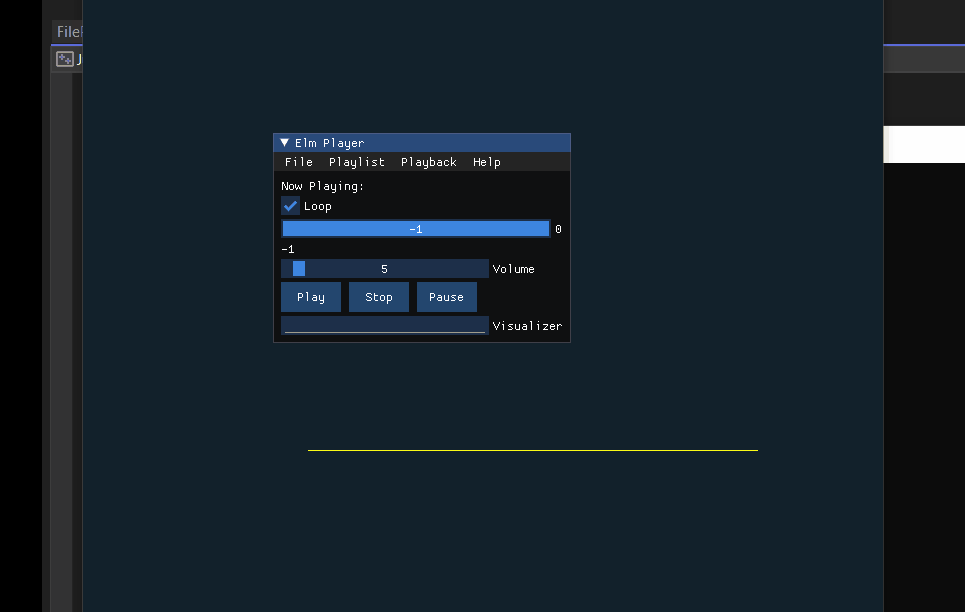 File
Elm Player
File Playlist Playback Help
Now Playing:
Loop
-1 0
-1
5 Volume
Play Stop Pause
Visualizer